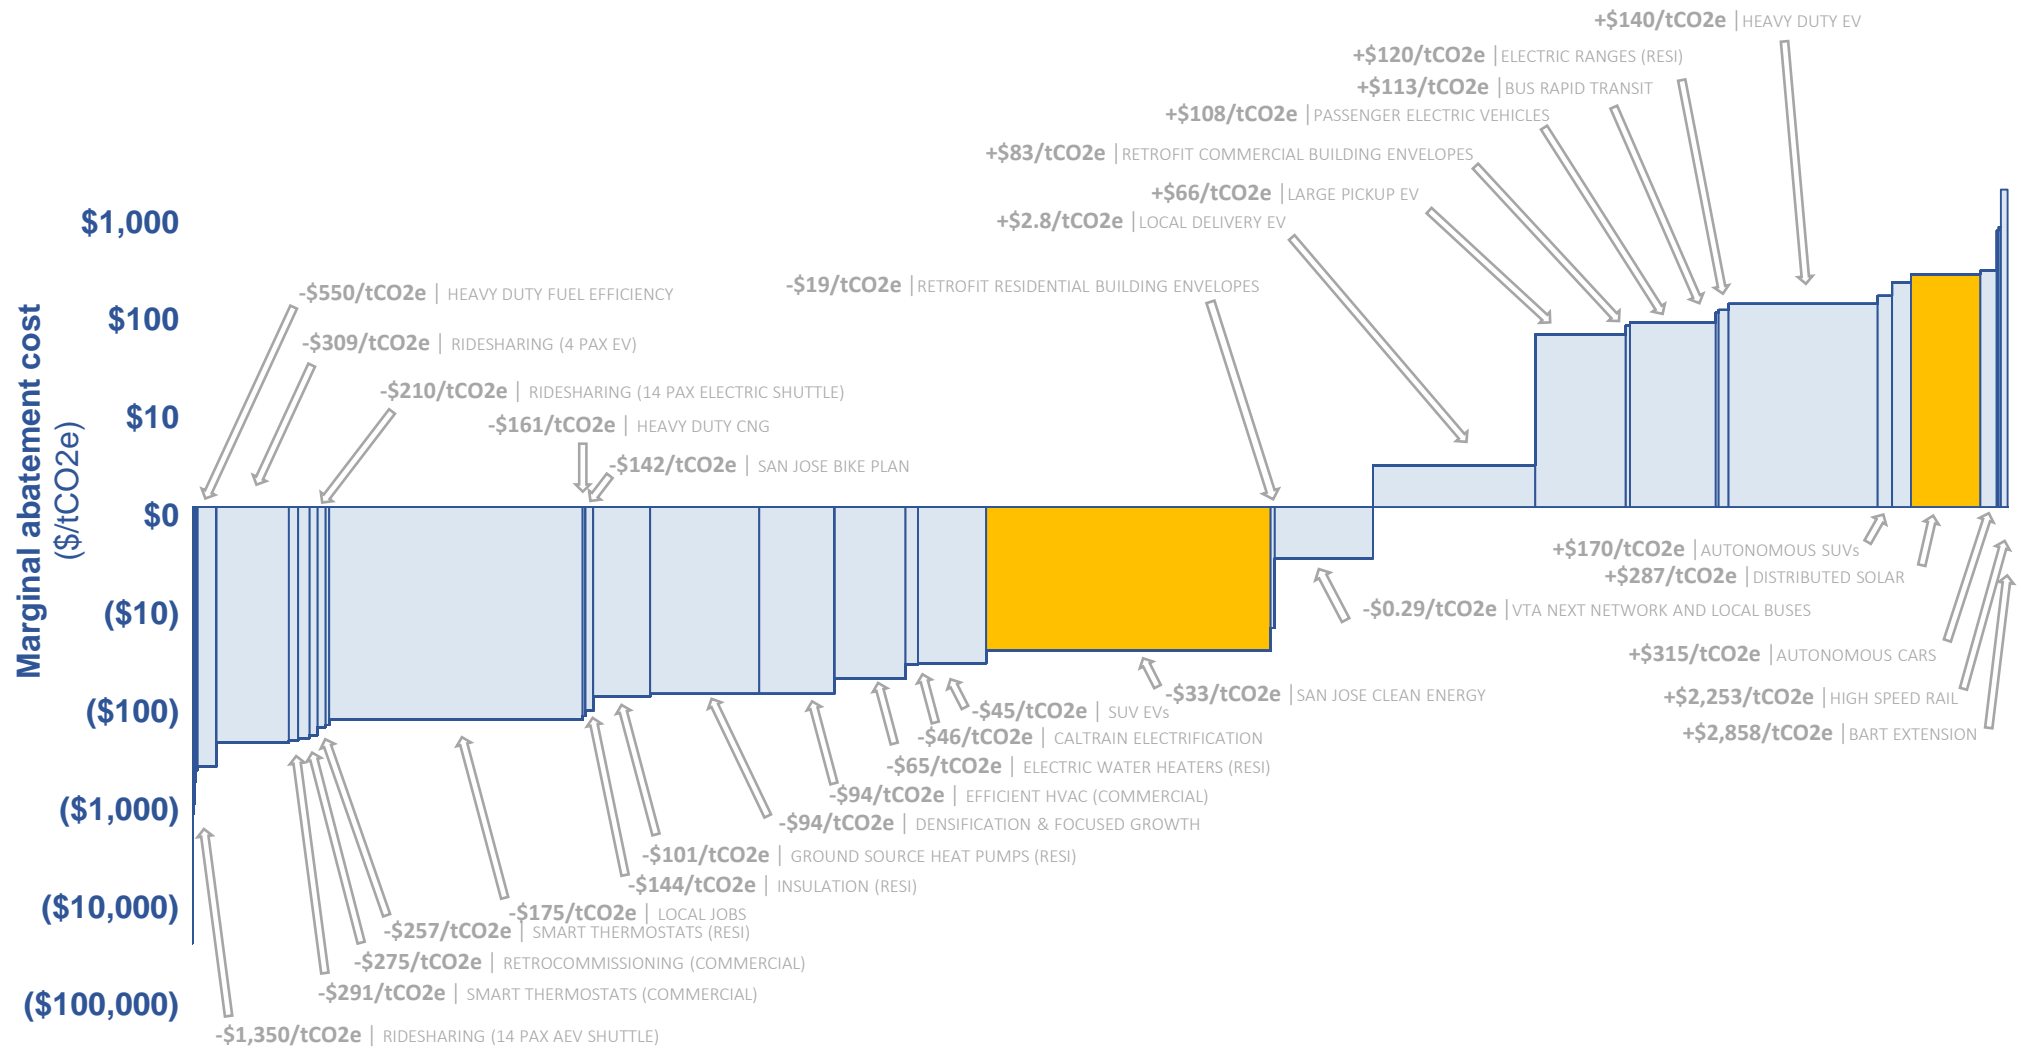 +$140/tCO2e | HEAVY DUTY EV
+$120/tCO2e | ELECTRIC RANGES (RESI)
+$113/tCO2e | BUS RAPID TRANSIT
+$108/tCO2e | PASSENGER ELECTRIC VEHICLES
+$83/tCO2e | RETROFIT COMMERCIAL BUILDING ENVELOPES
+$66/tCO2e | LARGE PICKUP EV
+$2.8/tCO2e | LOCAL DELIVERY EV
-$19/tCO2e | RETROFIT RESIDENTIAL BUILDING ENVELOPES
-$550/tCO2e | HEAVY DUTY FUEL EFFICIENCY
-$309/tCO2e | RIDESHARING (4 PAX EV)
-$210/tCO2e | RIDESHARING (14 PAX ELECTRIC SHUTTLE)
-$161/tCO2e | HEAVY DUTY CNG
-$142/tCO2e | SAN JOSE BIKE PLAN
Marginal abatement cost
($/tCO2e)
$1,000
$100
$10
$0
($10)
($100)
($1,000)
($10,000)
($100,000)
+$170/tCO2e | AUTONOMOUS SUVs
+$287/tCO2e | DISTRIBUTED SOLAR
-$0.29/tCO2e | VTA NEXT NETWORK AND LOCAL BUSES
+$315/tCO2e | AUTONOMOUS CARS
+$2,253/tCO2e | HIGH SPEED RAIL
+$2,858/tCO2e | BART EXTENSION
-$33/tCO2e | SAN JOSE CLEAN ENERGY
-$45/tCO2e | SUV EVs
-$46/tCO2e | CALTRAIN ELECTRIFICATION
-$65/tCO2e | ELECTRIC WATER HEATERS (RESI)
-$94/tCO2e | EFFICIENT HVAC (COMMERCIAL)
-$94/tCO2e | DENSIFICATION & FOCUSED GROWTH
-$101/tCO2e | GROUND SOURCE HEAT PUMPS (RESI)
-$144/tCO2e | INSULATION (RESI)
-$175/tCO2e | LOCAL JOBS
-$257/tCO2e | SMART THERMOSTATS (RESI)
-$275/tCO2e | RETROCOMMISSIONING (COMMERCIAL)
-$291/tCO2e | SMART THERMOSTATS (COMMERCIAL)
-$1,350/tCO2e | RIDESHARING (14 PAX AEV SHUTTLE)